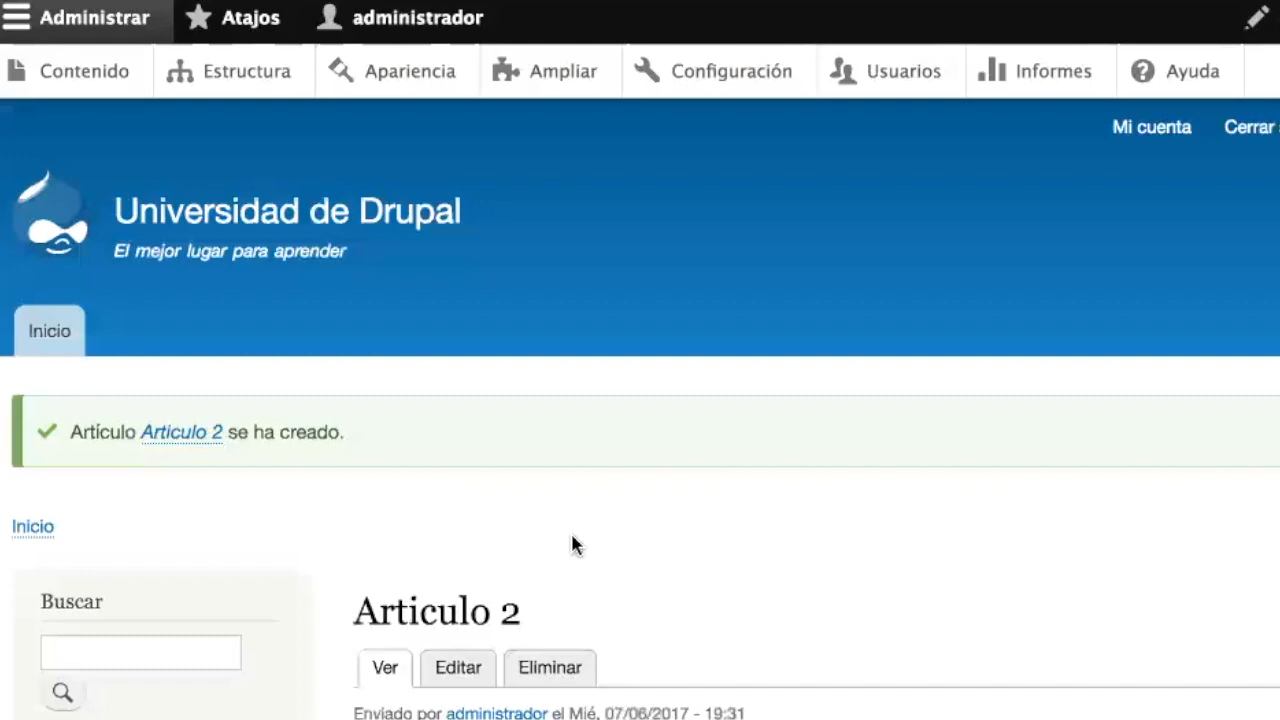 Administrar Atajos administrador
Contenido Estructura Apariencia Ampliar Configuración Usuarios Informes Ayuda
Mi cuenta Cerrar
Universidad de Drupal
El mejor lugar para aprender
Inicio
Artículo Articulo 2 se ha creado.
Inicio
Buscar
Articulo 2
Ver Editar Eliminar
Enviado por administrador el Mié, 07/06/2017 - 19:31